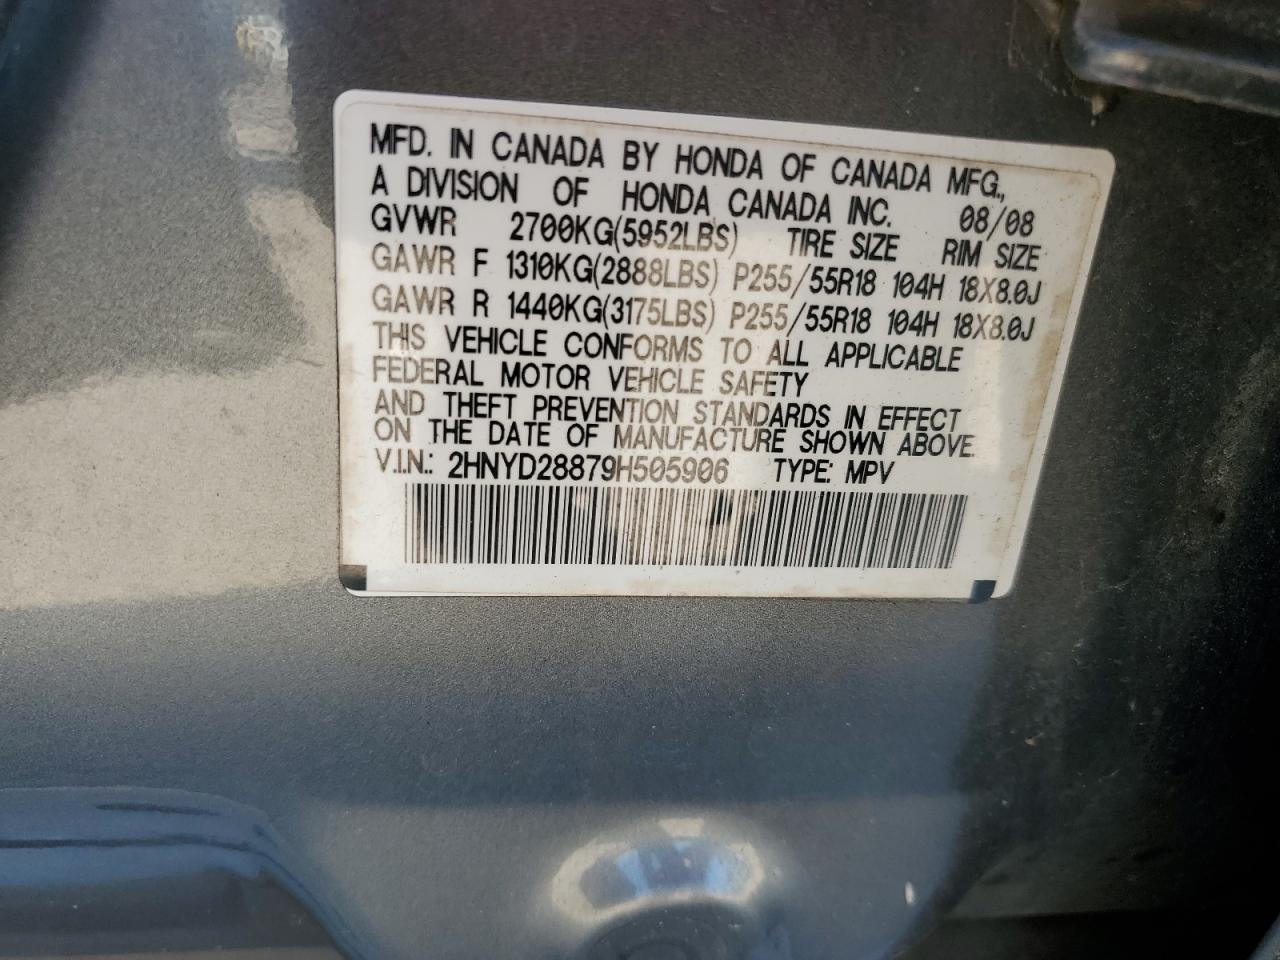 MFD. IN CANADA BY HONDA OF CANADA MFG.,
A DIVISION OF HONDA CANADA INC. 08/08
GVWR 2700KG(5952LBS) TIRE SIZE RIM SIZE
GAWR F 1310KG(2888LBS) P255/55R18 104H 18X8.0J
GAWR R 1440KG(3175LBS) P255/55R18 104H 18X8.0J
THIS VEHICLE CONFORMS TO ALL APPLICABLE
FEDERAL MOTOR VEHICLE SAFETY
AND THEFT PREVENTION STANDARDS IN EFFECT
ON THE DATE OF MANUFACTURE SHOWN ABOVE.
V.I.N.: 2HNYD28879H505906 TYPE: MPV